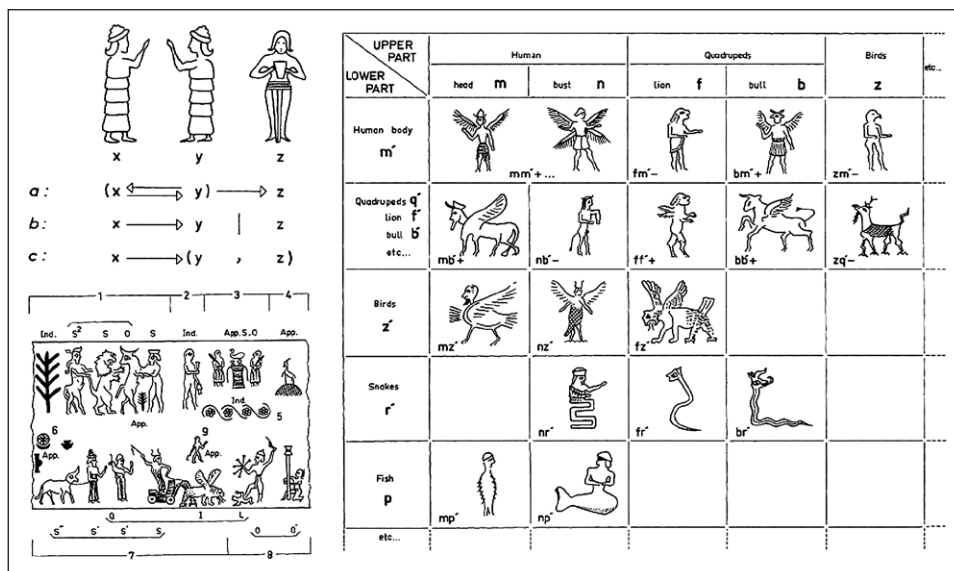 x y z
a: (x ⇄ y) → z
b: x → y | z
c: x → (y , z)
1 2 3 4
Ind. S² S O S Ind. App. S.O App.
App.
Ind.
5
6
App.
9
App.
Q I L
S‴ S″ S′ S, O O′
7 8
UPPER PART
LOWER PART
Human Quadrupeds Birds etc...
head m bust n lion f bull b z
Human body
m′
mm′+... fm′− bm′+ zm′−
Quadrupeds q′
lion f′
bull b′
etc...
mb′+ nb′− ff′+ bb′+ zq′−
Birds
z′
mz′ nz′ fz′
Snakes
r′
nr′ fr′ br′
Fish
p
mp′ np′
etc...